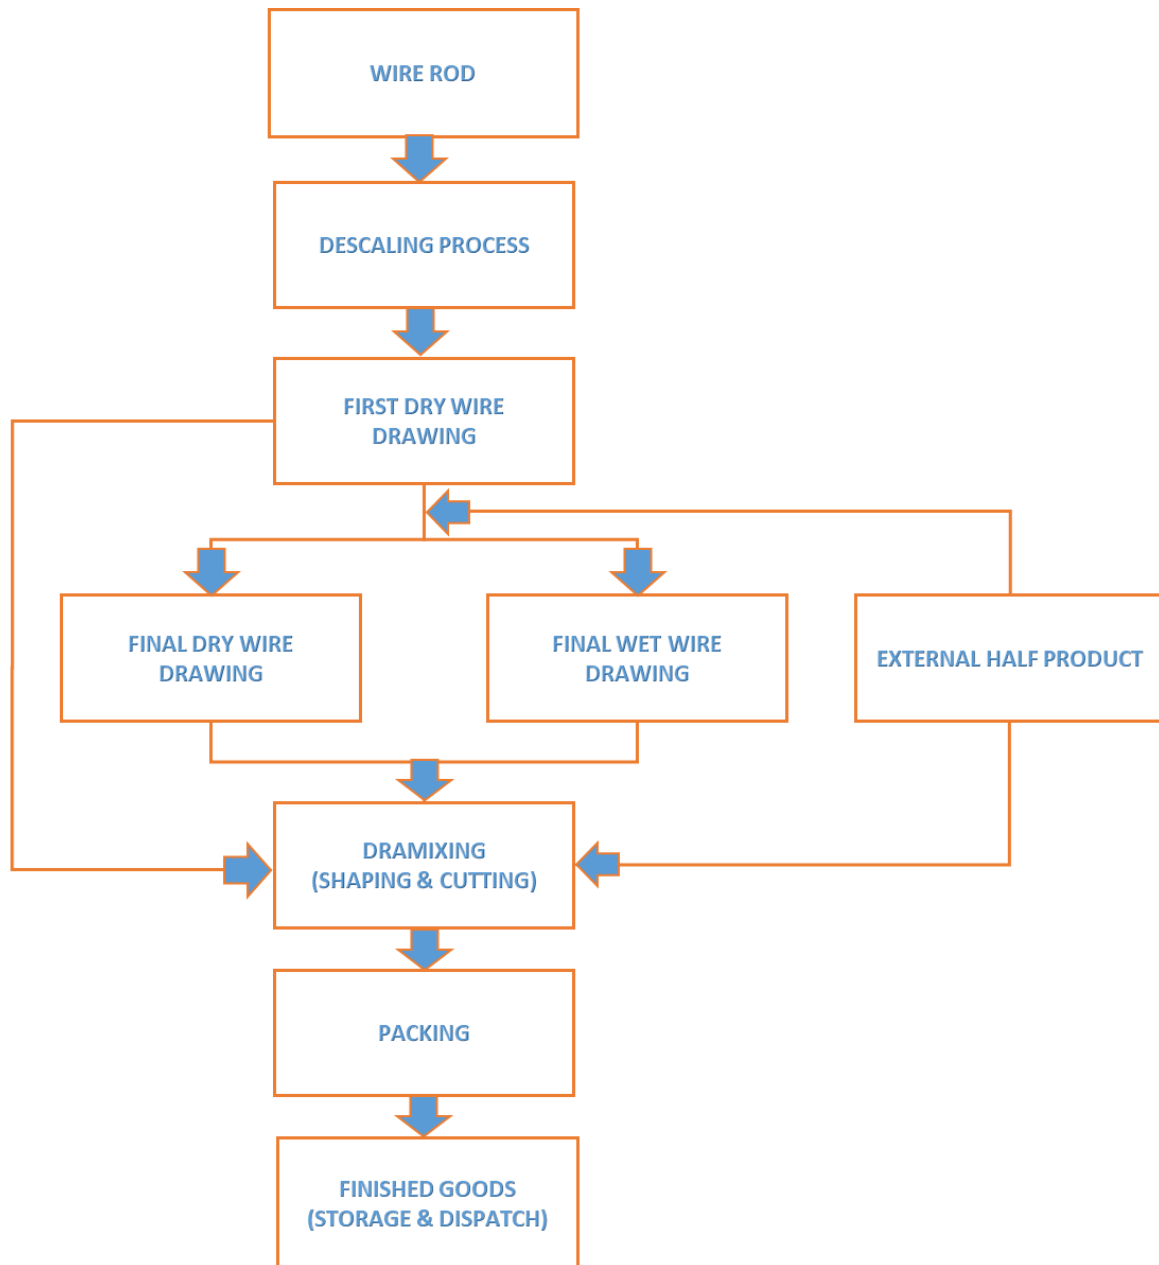 WIRE ROD
DESCALING PROCESS
FIRST DRY WIRE
DRAWING
FINAL DRY WIRE
DRAWING
FINAL WET WIRE
DRAWING
EXTERNAL HALF PRODUCT
DRAMIXING
(SHAPING & CUTTING)
PACKING
FINISHED GOODS
(STORAGE & DISPATCH)